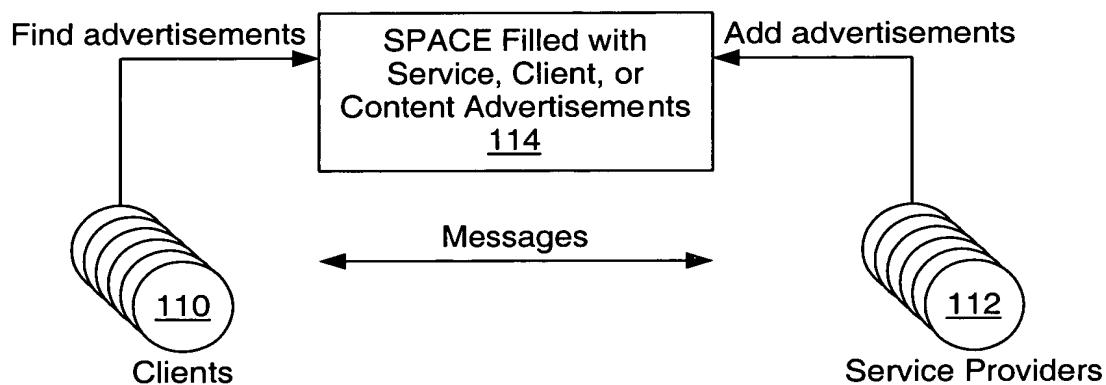 Find advertisements
SPACE Filled with
Service, Client, or
Content Advertisements
114
Add advertisements
Messages
110
Clients
112
Service Providers